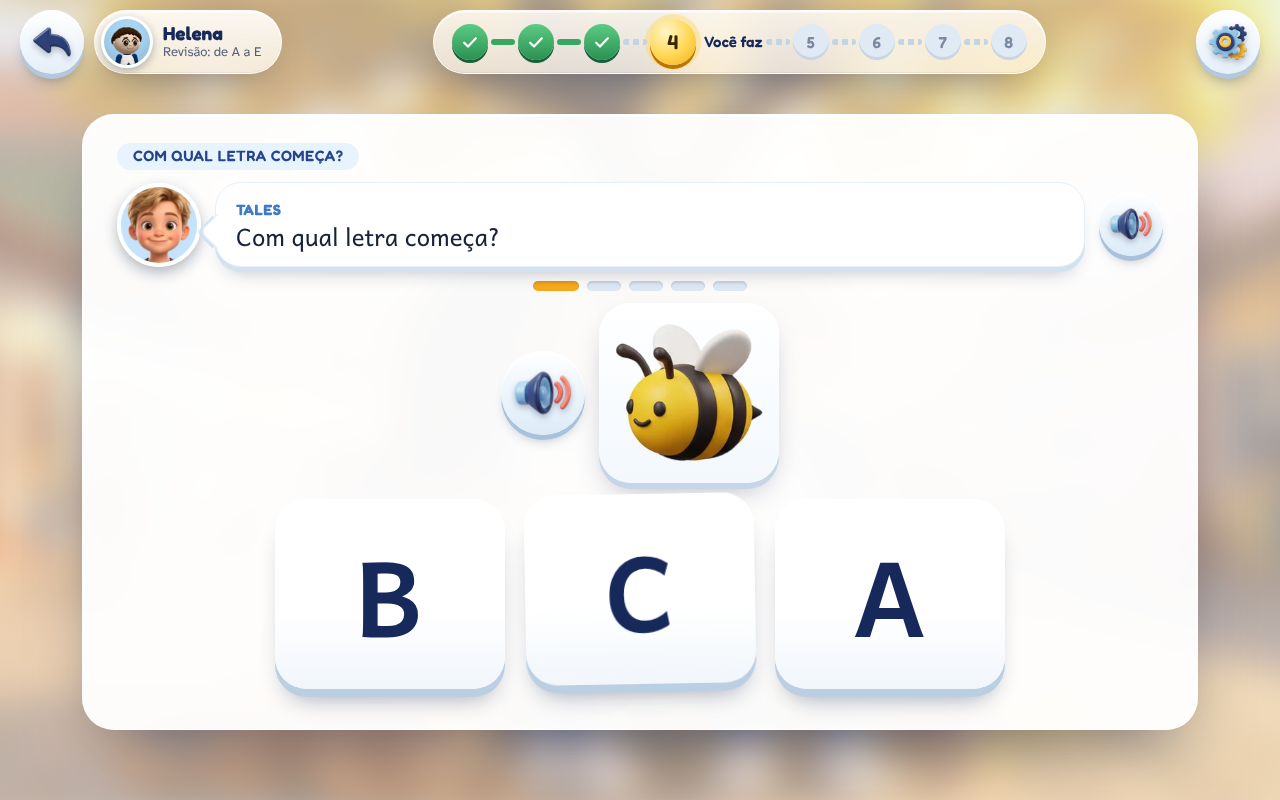 Helena
Revisão: de A a E
4
Você faz
5
6
7
8
COM QUAL LETRA COMEÇA?
TALES
Com qual letra começa?
B
C
A